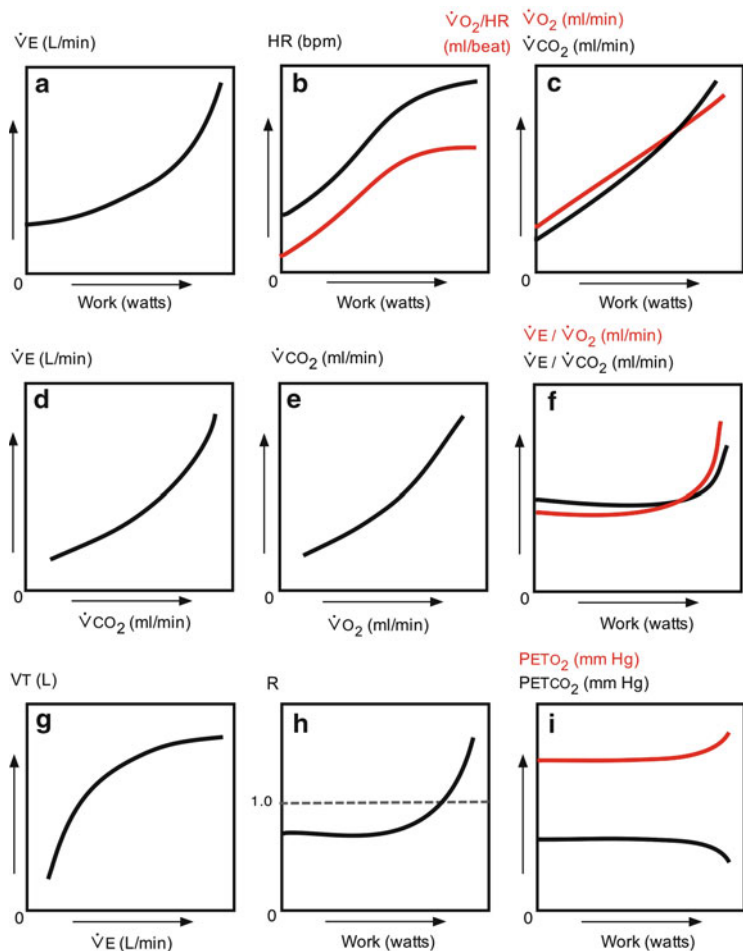 V̇E (L/min)
HR (bpm)
V̇O₂/HR
(ml/beat)
V̇O₂ (ml/min)
V̇CO₂ (ml/min)
a
b
c
0
0
0
Work (watts)
Work (watts)
Work (watts)
V̇E (L/min)
V̇CO₂ (ml/min)
V̇E / V̇O₂ (ml/min)
V̇E / V̇CO₂ (ml/min)
d
e
f
0
0
0
V̇CO₂ (ml/min)
V̇O₂ (ml/min)
Work (watts)
VT (L)
R
PETO₂ (mm Hg)
PETCO₂ (mm Hg)
g
h
i
1.0
0
0
0
V̇E (L/min)
Work (watts)
Work (watts)